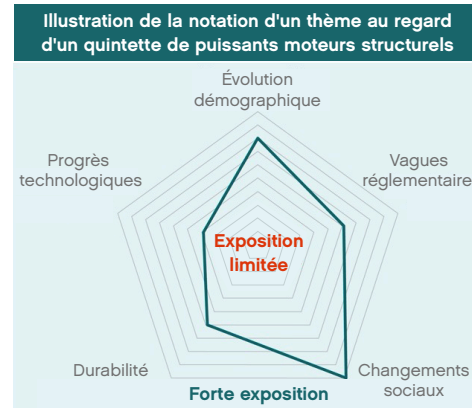 Illustration de la notation d'un thème au regard
d'un quintette de puissants moteurs structurels
Évolution
démographique
Progrès
technologiques
Vagues
réglementaire
Exposition
limitée
Durabilité
Changements
sociaux
Forte exposition